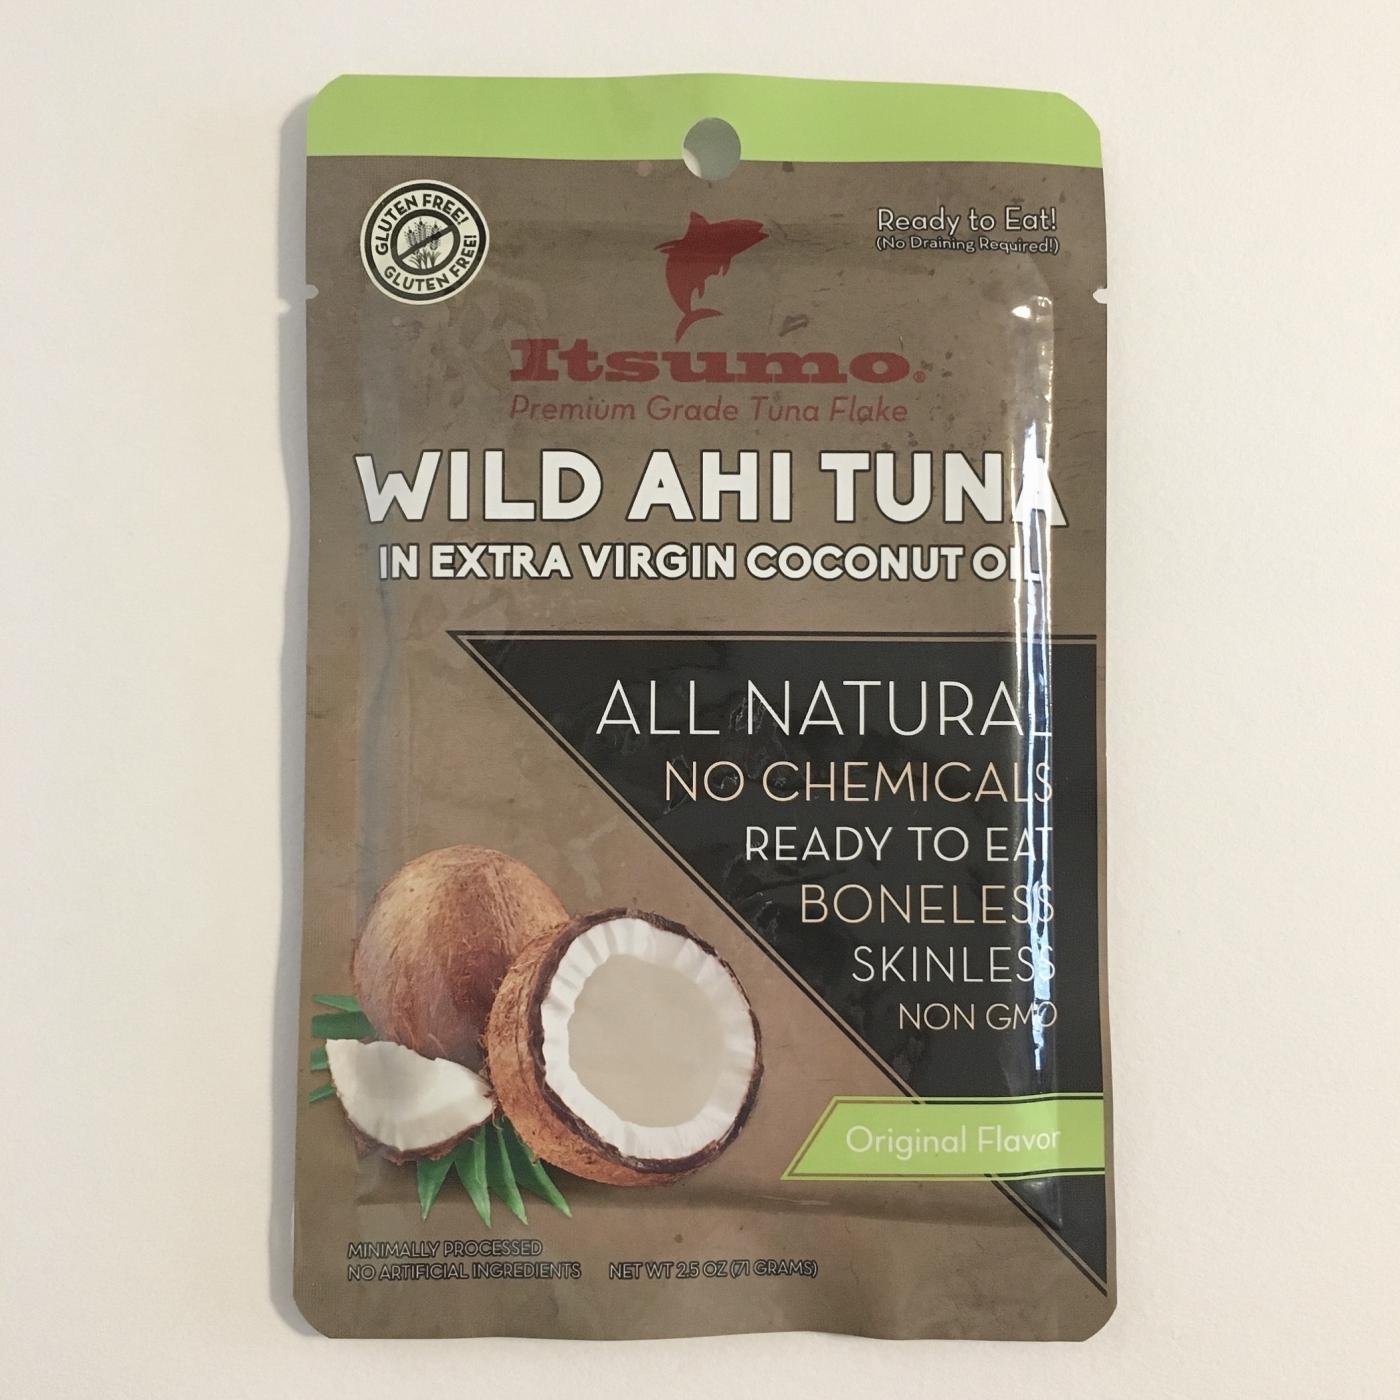 GLUTEN FREE!
GLUTEN FREE!
Ready to Eat!
(No Draining Required!)
Itsumo®
Premium Grade Tuna Flake
WILD AHI TUNA
IN EXTRA VIRGIN COCONUT OIL
ALL NATURAL
NO CHEMICALS
READY TO EAT
BONELESS
SKINLESS
NON GMO
Original Flavor
MINIMALLY PROCESSED
NO ARTIFICIAL INGREDIENTS NET WT 2.5 OZ (71 GRAMS)